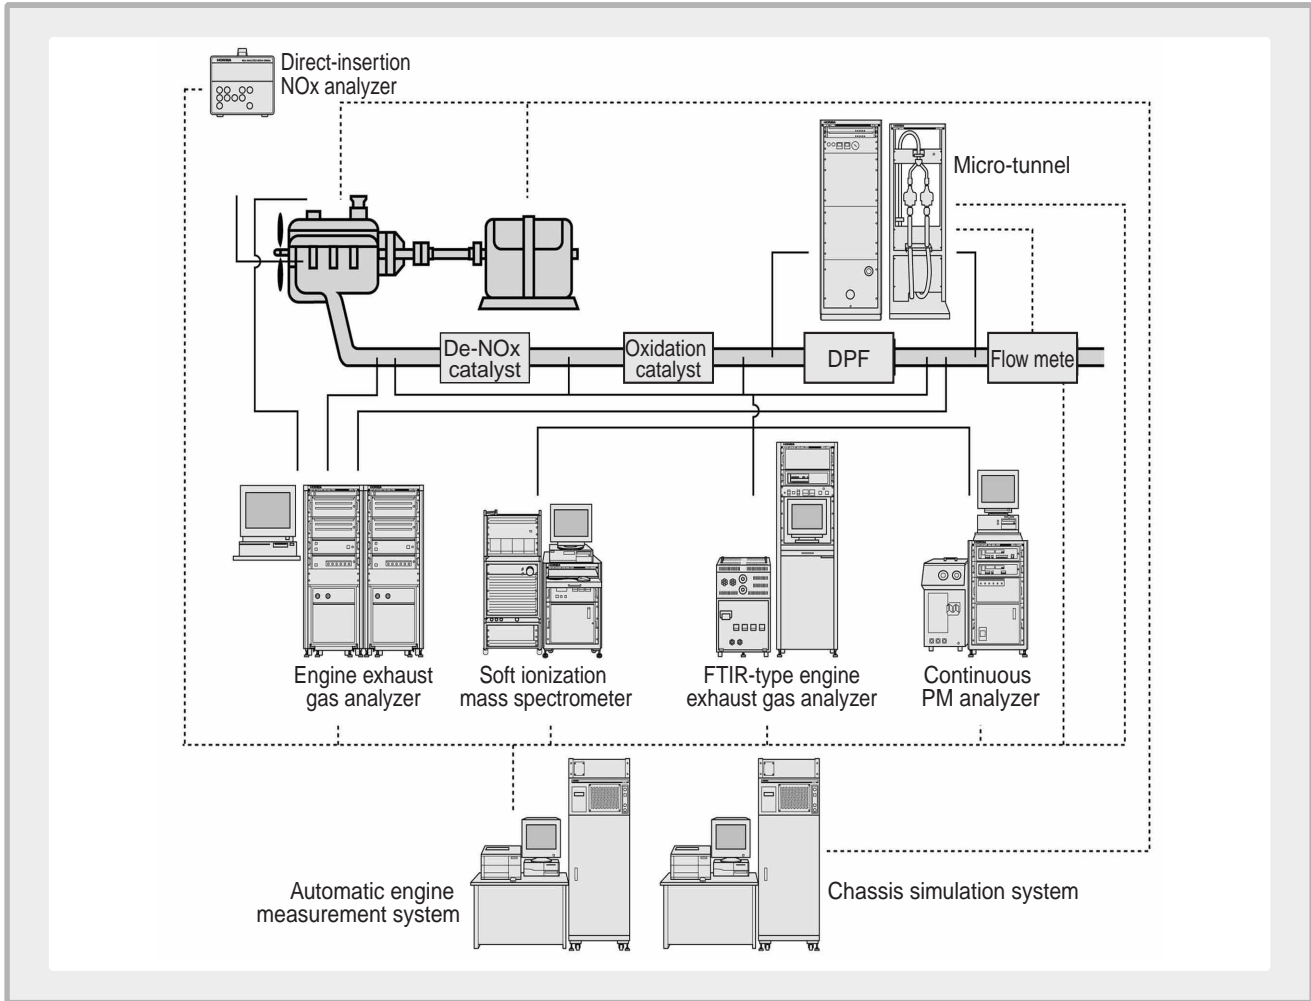 Direct-insertion
NOx analyzer
Micro-tunnel
De-NOx
catalyst
Oxidation
catalyst
DPF
Flow mete
Engine exhaust
gas analyzer
Soft ionization
mass spectrometer
FTIR-type engine
exhaust gas analyzer
Continuous
PM analyzer
Automatic engine
measurement system
Chassis simulation system